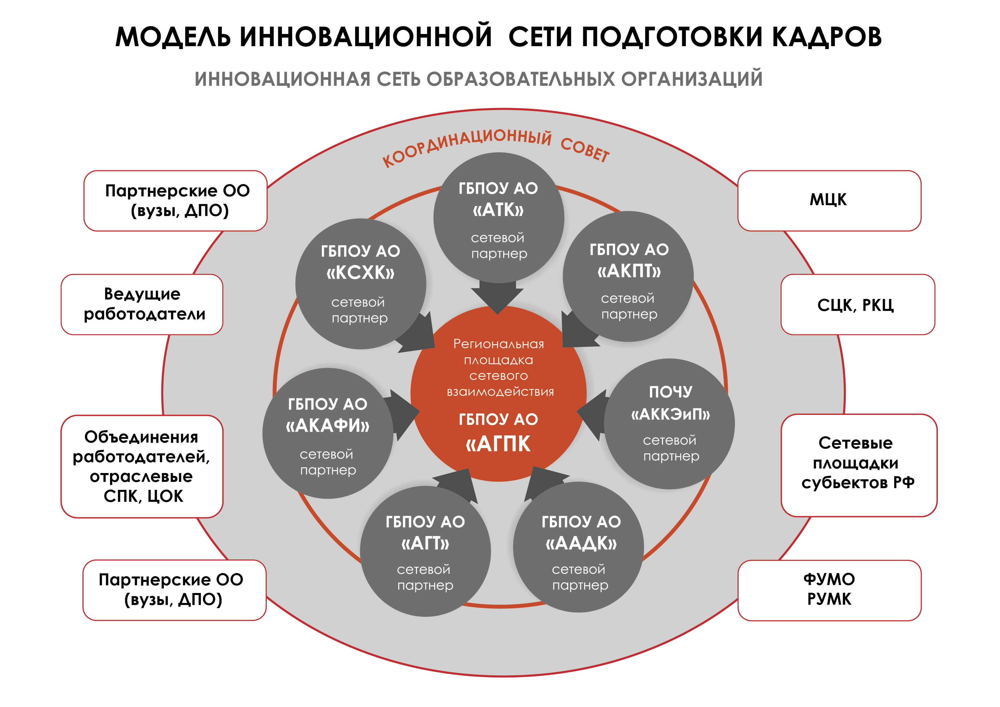 МОДЕЛЬ ИННОВАЦИОННОЙ СЕТИ ПОДГОТОВКИ КАДРОВ
ИННОВАЦИОННАЯ СЕТЬ ОБРАЗОВАТЕЛЬНЫХ ОРГАНИЗАЦИЙ
КООРДИНАЦИОННЫЙ СОВЕТ
Партнерские ОО
(вузы, ДПО)
Ведущие
работодатели
Объединения
работодателей,
отраслевые
СПК, ЦОК
Партнерские ОО
(вузы, ДПО)
ГБПОУ АО
«АТК»
сетевой
партнер
ГБПОУ АО
«КСХК»
сетевой
партнер
ГБПОУ АО
«АКПТ»
сетевой
партнер
Региональная
площадка
сетевого
взаимодействия
ГБПОУ АО
«АГПК
ГБПОУ АО
«АКАФИ»
сетевой
партнер
ПОЧУ
«АККЭиП»
сетевой
партнер
ГБПОУ АО
«АГТ»
сетевой
партнер
ГБПОУ АО
«ААДК»
сетевой
партнер
МЦК
СЦК, РКЦ
Сетевые
площадки
субьектов РФ
ФУМО
РУМК